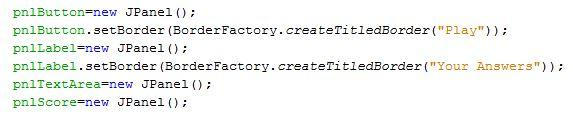 pnlButton=new JPanel();
pnlButton.setBorder(BorderFactory.createTitledBorder("Play"));
pnlLabel=new JPanel();
pnlLabel.setBorder(BorderFactory.createTitledBorder("Your Answers"));
pnlTextArea=new JPanel();
pnlScore=new JPanel();